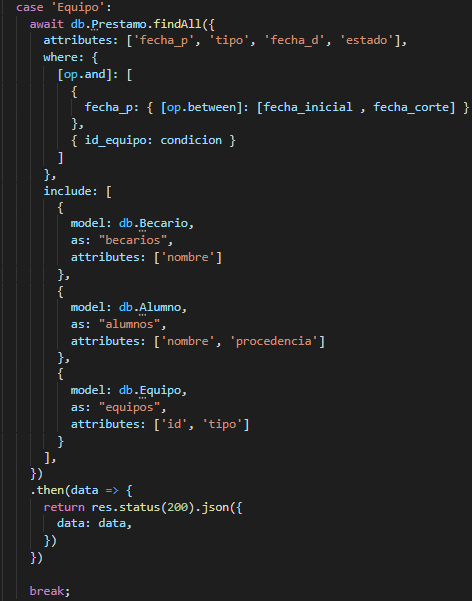 case 'Equipo':
  await db.Prestamo.findAll({
    attributes: ['fecha_p', 'tipo', 'fecha_d', 'estado'],
    where: {
      [op.and]: [
        {
          fecha_p: { [op.between]: [fecha_inicial , fecha_corte] }
        },
        { id_equipo: condicion }
      ]
    },
    include: [
      {
        model: db.Becario,
        as: "becarios",
        attributes: ['nombre']
      },
      {
        model: db.Alumno,
        as: "alumnos",
        attributes: ['nombre', 'procedencia']
      },
      {
        model: db.Equipo,
        as: "equipos",
        attributes: ['id', 'tipo']
      }
    ],
  })
  .then(data => {
    return res.status(200).json({
      data: data,
    })
  })
  break;